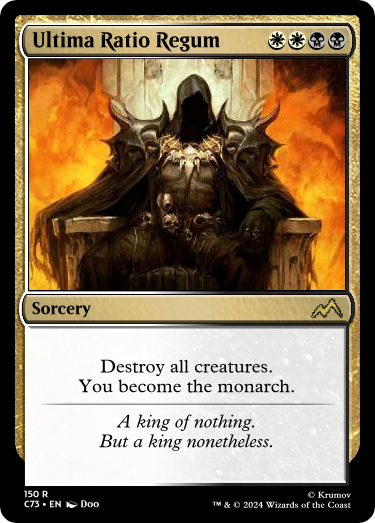 Ultima Ratio Regum
Sorcery
Destroy all creatures.
You become the monarch.
A king of nothing.
But a king nonetheless.
150 R
© Krumov
C73 • EN Doo
™ & © 2024 Wizards of the Coast